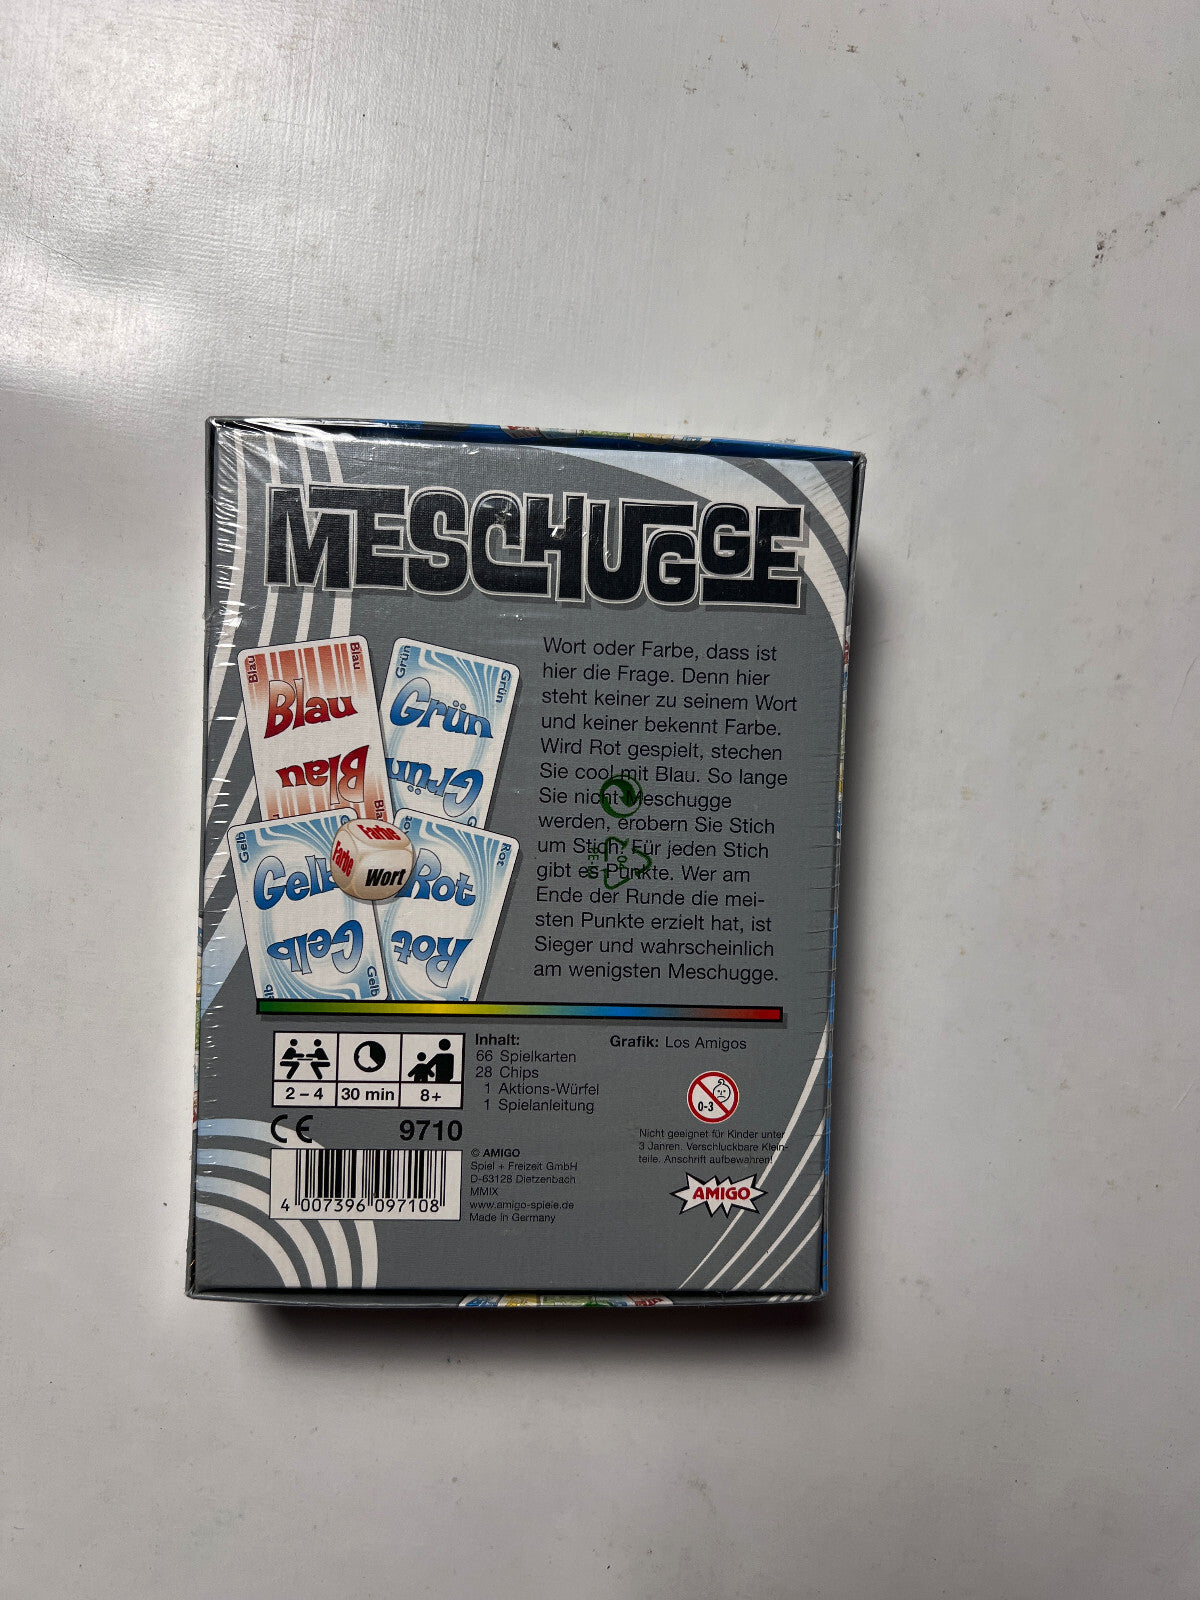 MESCHUGGE
Blau
Blau
Blau
Blau
Grün
Grün
Grün
Grün
Wort oder Farbe, dass ist
hier die Frage. Denn hier
steht keiner zu seinem Wort
und keiner bekennt Farbe.
Wird Rot gespielt, stechen
Sie cool mit Blau. So lange
Sie nicht Meschugge
werden, erobern Sie Stich
um Stich. Für jeden Stich
gibt es Punkte. Wer am
Ende der Runde die mei-
sten Punkte erzielt hat, ist
Sieger und wahrscheinlich
am wenigsten Meschugge.
Farbe
Farbe
Wort
Gelb
Gelb
Gelb
Gelb
Rot
Rot
Rot
2 – 4
30 min
8+
Inhalt:
66 Spielkarten
28 Chips
1 Aktions-Würfel
1 Spielanleitung
Grafik: Los Amigos
0-3
Nicht geeignet für Kinder unter
3 Jahren. Verschluckbare Klein-
teile. Anschrift aufbewahren!
CE
9710
© AMIGO
Spiel + Freizeit GmbH
D-63128 Dietzenbach
MMIX
www.amigo-spiele.de
Made in Germany
4 007396 097108
AMIGO